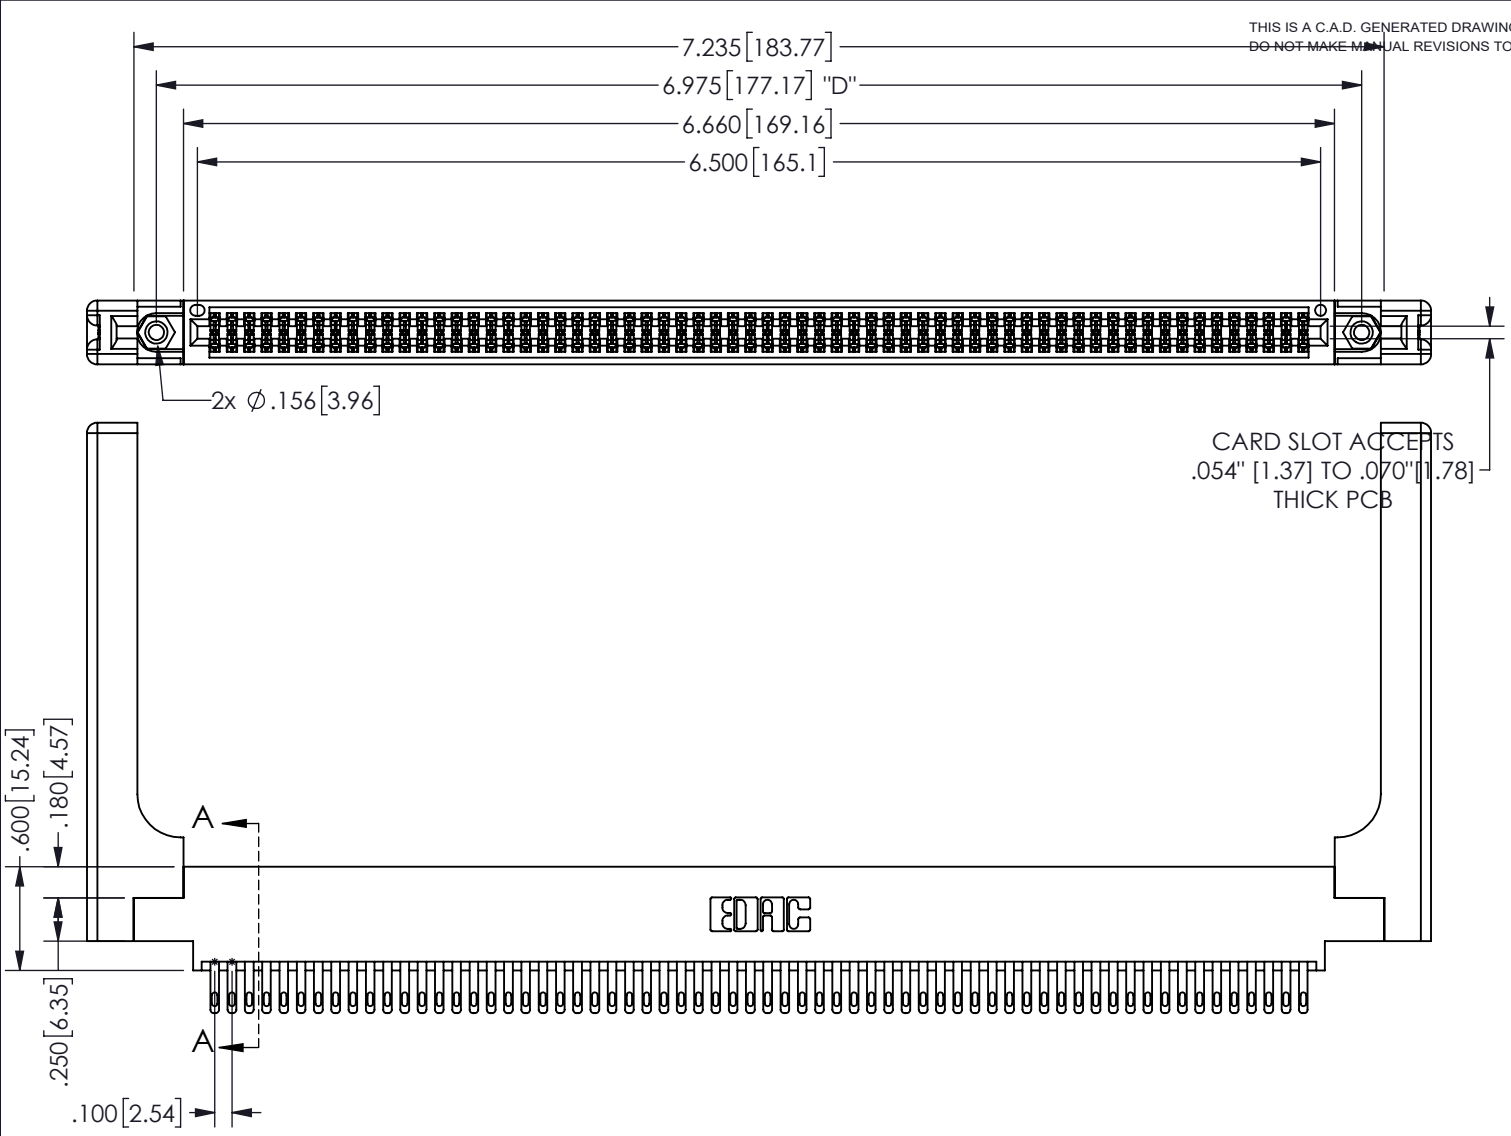 THIS IS A C.A.D. GENERATED DRAWING
DO NOT MAKE MANUAL REVISIONS TO
7.235[183.77]
6.975[177.17] "D"
6.660[169.16]
6.500[165.1]
2x Ø.156[3.96]
CARD SLOT ACCEPTS
.054" [1.37] TO .070"[1.78]
THICK PCB
.600[15.24]
.180[4.57]
A
EDAC
A
.250[6.35]
.100[2.54]